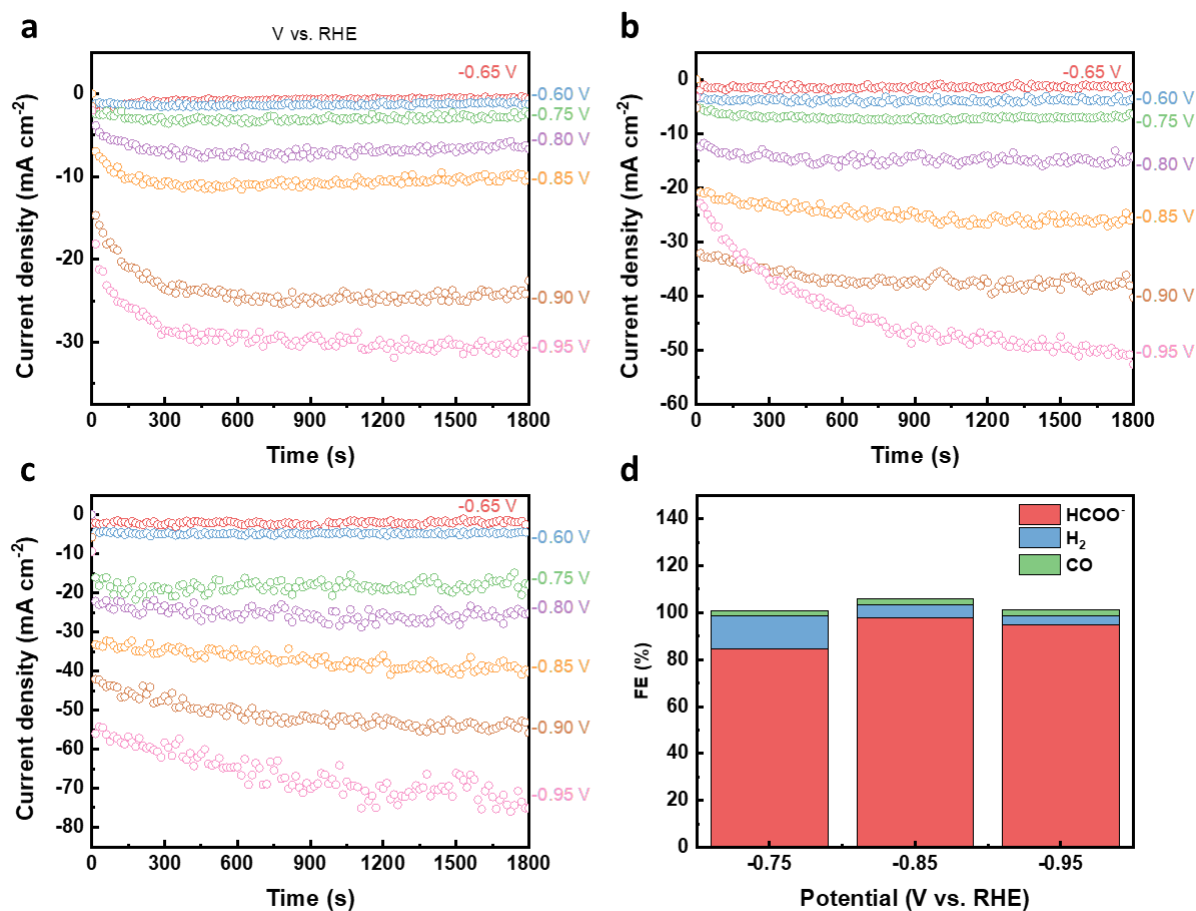 a
V vs. RHE
Current density (mA cm⁻²)
0
-10
-20
-30
-0.65 V
-0.60 V
-0.75 V
-0.80 V
-0.85 V
-0.90 V
-0.95 V
0 300 600 900 1200 1500 1800
Time (s)
b
Current density (mA cm⁻²)
0
-10
-20
-30
-40
-50
-60
-0.65 V
-0.60 V
-0.75 V
-0.80 V
-0.85 V
-0.90 V
-0.95 V
0 300 600 900 1200 1500 1800
Time (s)
c
Current density (mA cm⁻²)
0
-10
-20
-30
-40
-50
-60
-70
-80
-0.65 V
-0.60 V
-0.75 V
-0.80 V
-0.85 V
-0.90 V
-0.95 V
0 300 600 900 1200 1500 1800
Time (s)
d
FE (%)
140
120
100
80
60
40
20
0
HCOO⁻
H₂
CO
-0.75 -0.85 -0.95
Potential (V vs. RHE)